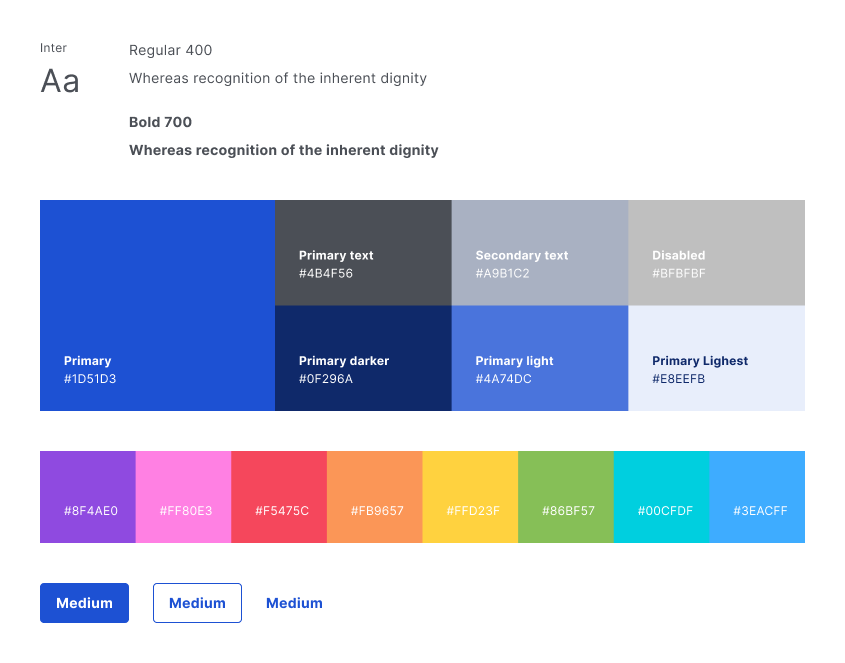 Inter
Aa
Regular 400
Whereas recognition of the inherent dignity
Bold 700
Whereas recognition of the inherent dignity
Primary
#1D51D3
Primary text
#4B4F56
Secondary text
#A9B1C2
Disabled
#BFBFBF
Primary darker
#0F296A
Primary light
#4A74DC
Primary Lighest
#E8EEFB
#8F4AE0
#FF80E3
#F5475C
#FB9657
#FFD23F
#86BF57
#00CFDF
#3EACFF
Medium
Medium
Medium